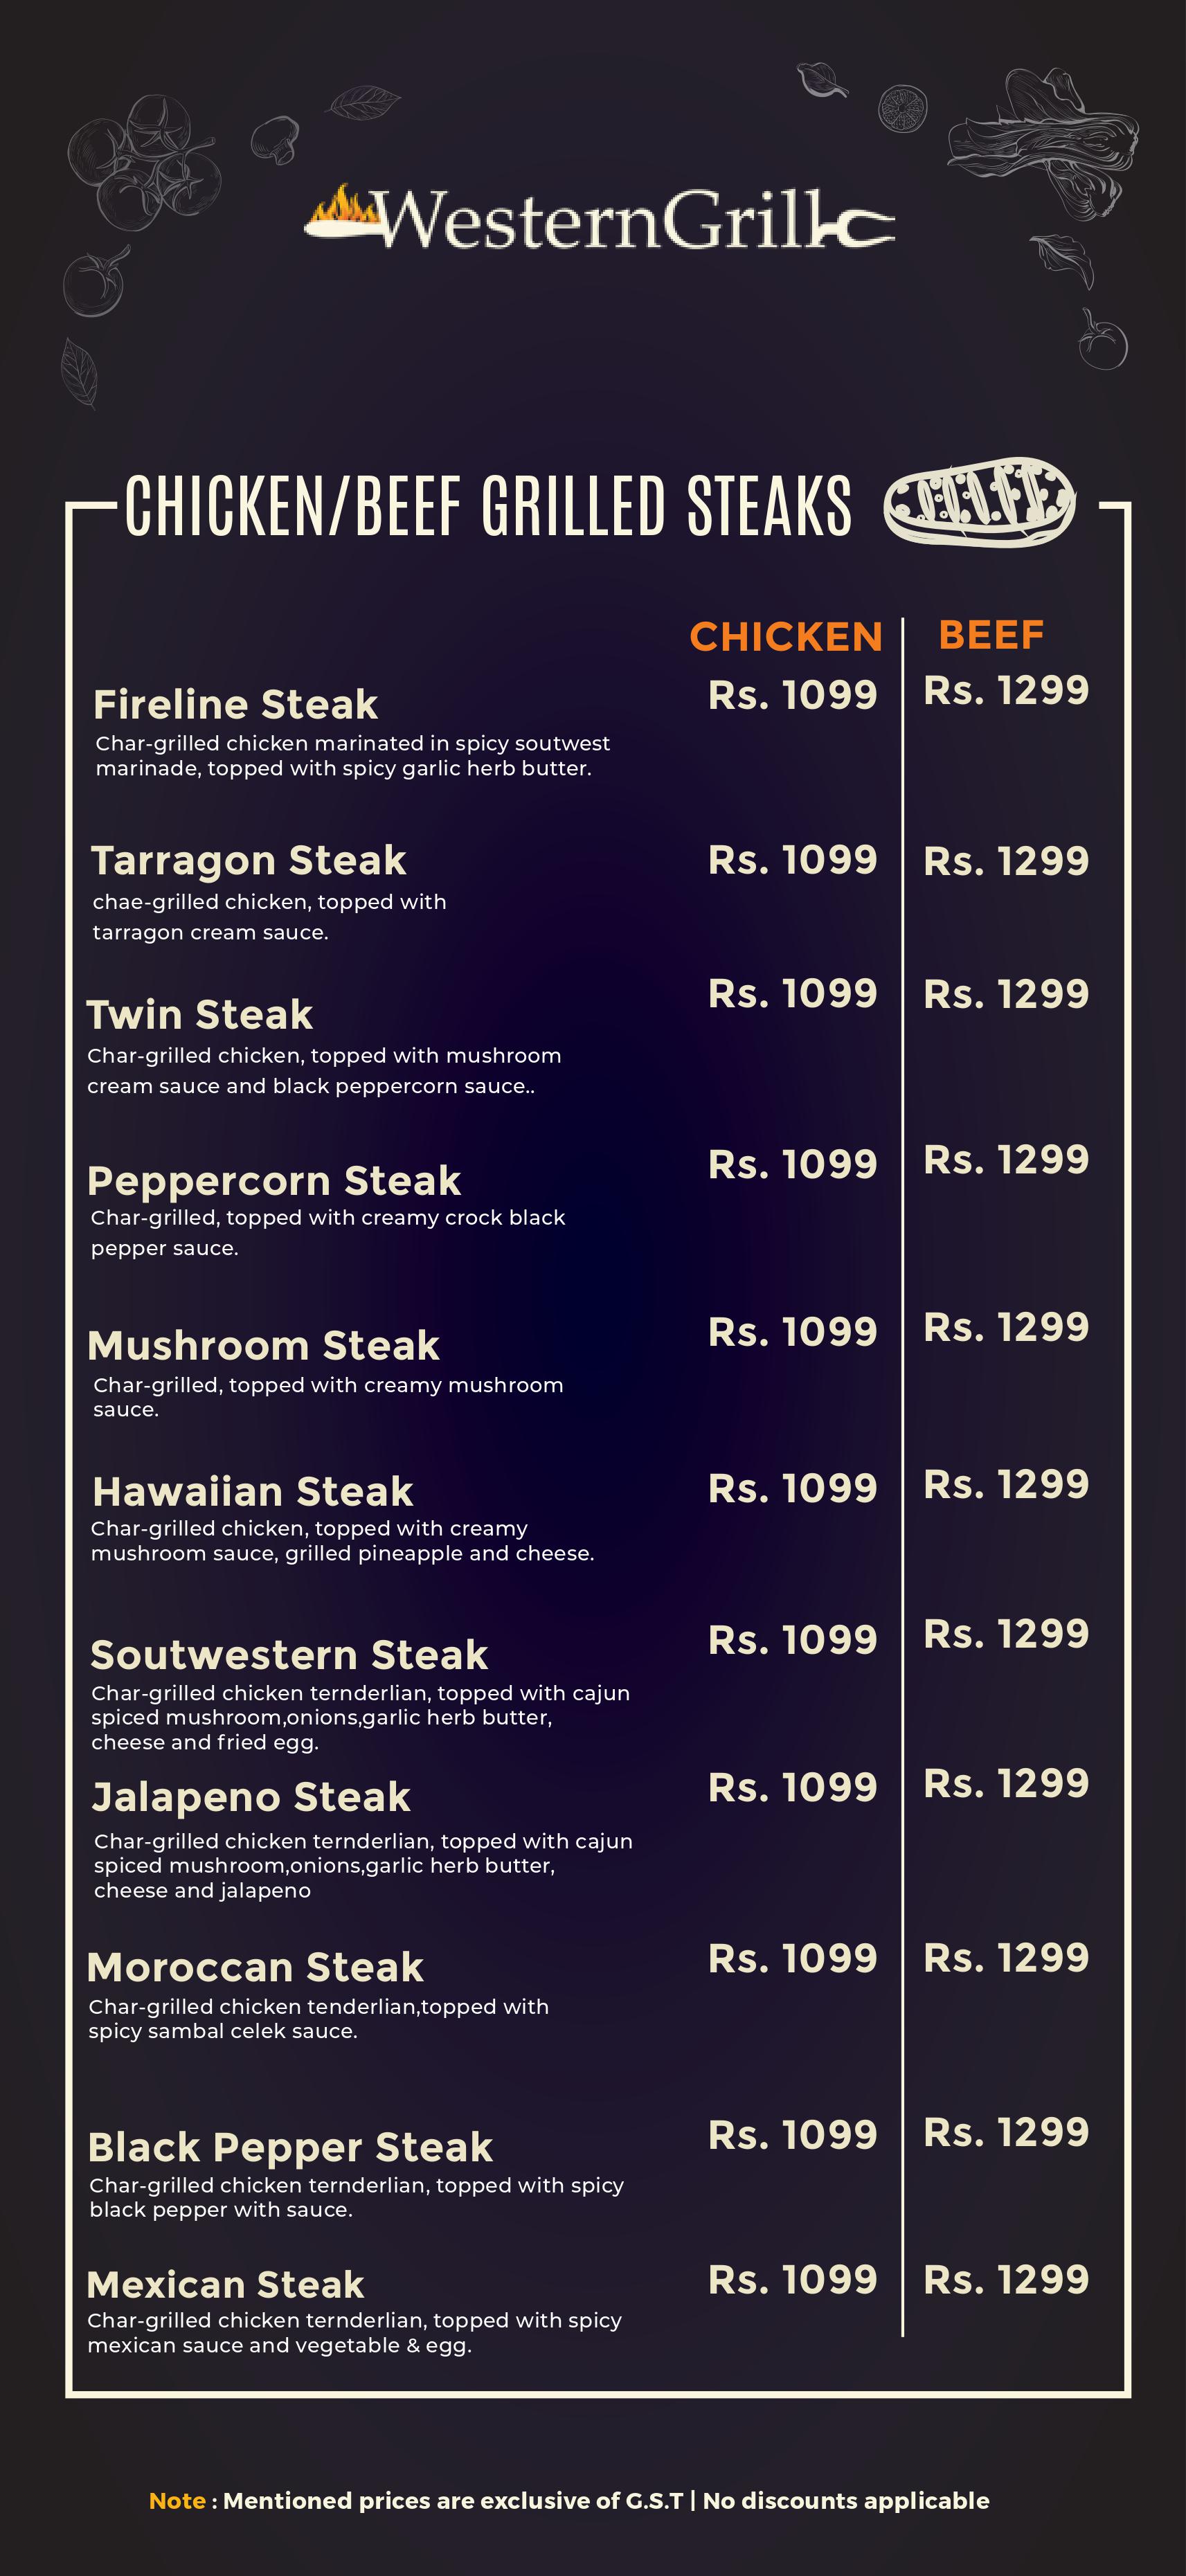 WesternGrill
CHICKEN/BEEF GRILLED STEAKS
CHICKEN BEEF
Fireline Steak Rs. 1099 Rs. 1299
Char-grilled chicken marinated in spicy soutwest
marinade, topped with spicy garlic herb butter.
Tarragon Steak Rs. 1099 Rs. 1299
chae-grilled chicken, topped with
tarragon cream sauce.
Twin Steak Rs. 1099 Rs. 1299
Char-grilled chicken, topped with mushroom
cream sauce and black peppercorn sauce..
Peppercorn Steak Rs. 1099 Rs. 1299
Char-grilled, topped with creamy crock black
pepper sauce.
Mushroom Steak Rs. 1099 Rs. 1299
Char-grilled, topped with creamy mushroom
sauce.
Hawaiian Steak Rs. 1099 Rs. 1299
Char-grilled chicken, topped with creamy
mushroom sauce, grilled pineapple and cheese.
Soutwestern Steak Rs. 1099 Rs. 1299
Char-grilled chicken ternderlian, topped with cajun
spiced mushroom,onions,garlic herb butter,
cheese and fried egg.
Jalapeno Steak Rs. 1099 Rs. 1299
Char-grilled chicken ternderlian, topped with cajun
spiced mushroom,onions,garlic herb butter,
cheese and jalapeno
Moroccan Steak Rs. 1099 Rs. 1299
Char-grilled chicken tenderlian,topped with
spicy sambal celek sauce.
Black Pepper Steak Rs. 1099 Rs. 1299
Char-grilled chicken ternderlian, topped with spicy
black pepper with sauce.
Mexican Steak Rs. 1099 Rs. 1299
Char-grilled chicken ternderlian, topped with spicy
mexican sauce and vegetable & egg.
Note : Mentioned prices are exclusive of G.S.T | No discounts applicable